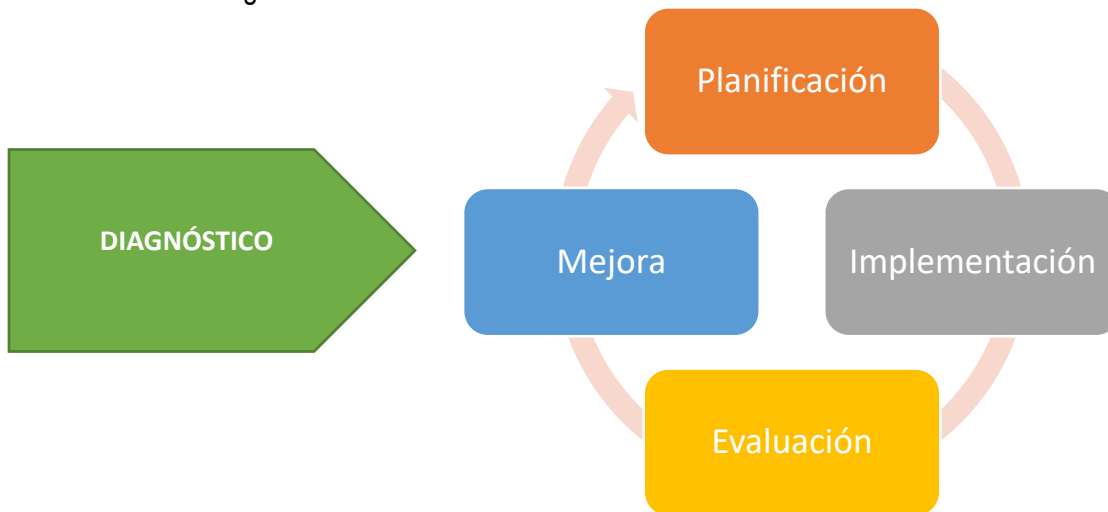 Planificación
DIAGNÓSTICO
Mejora
Implementación
Evaluación